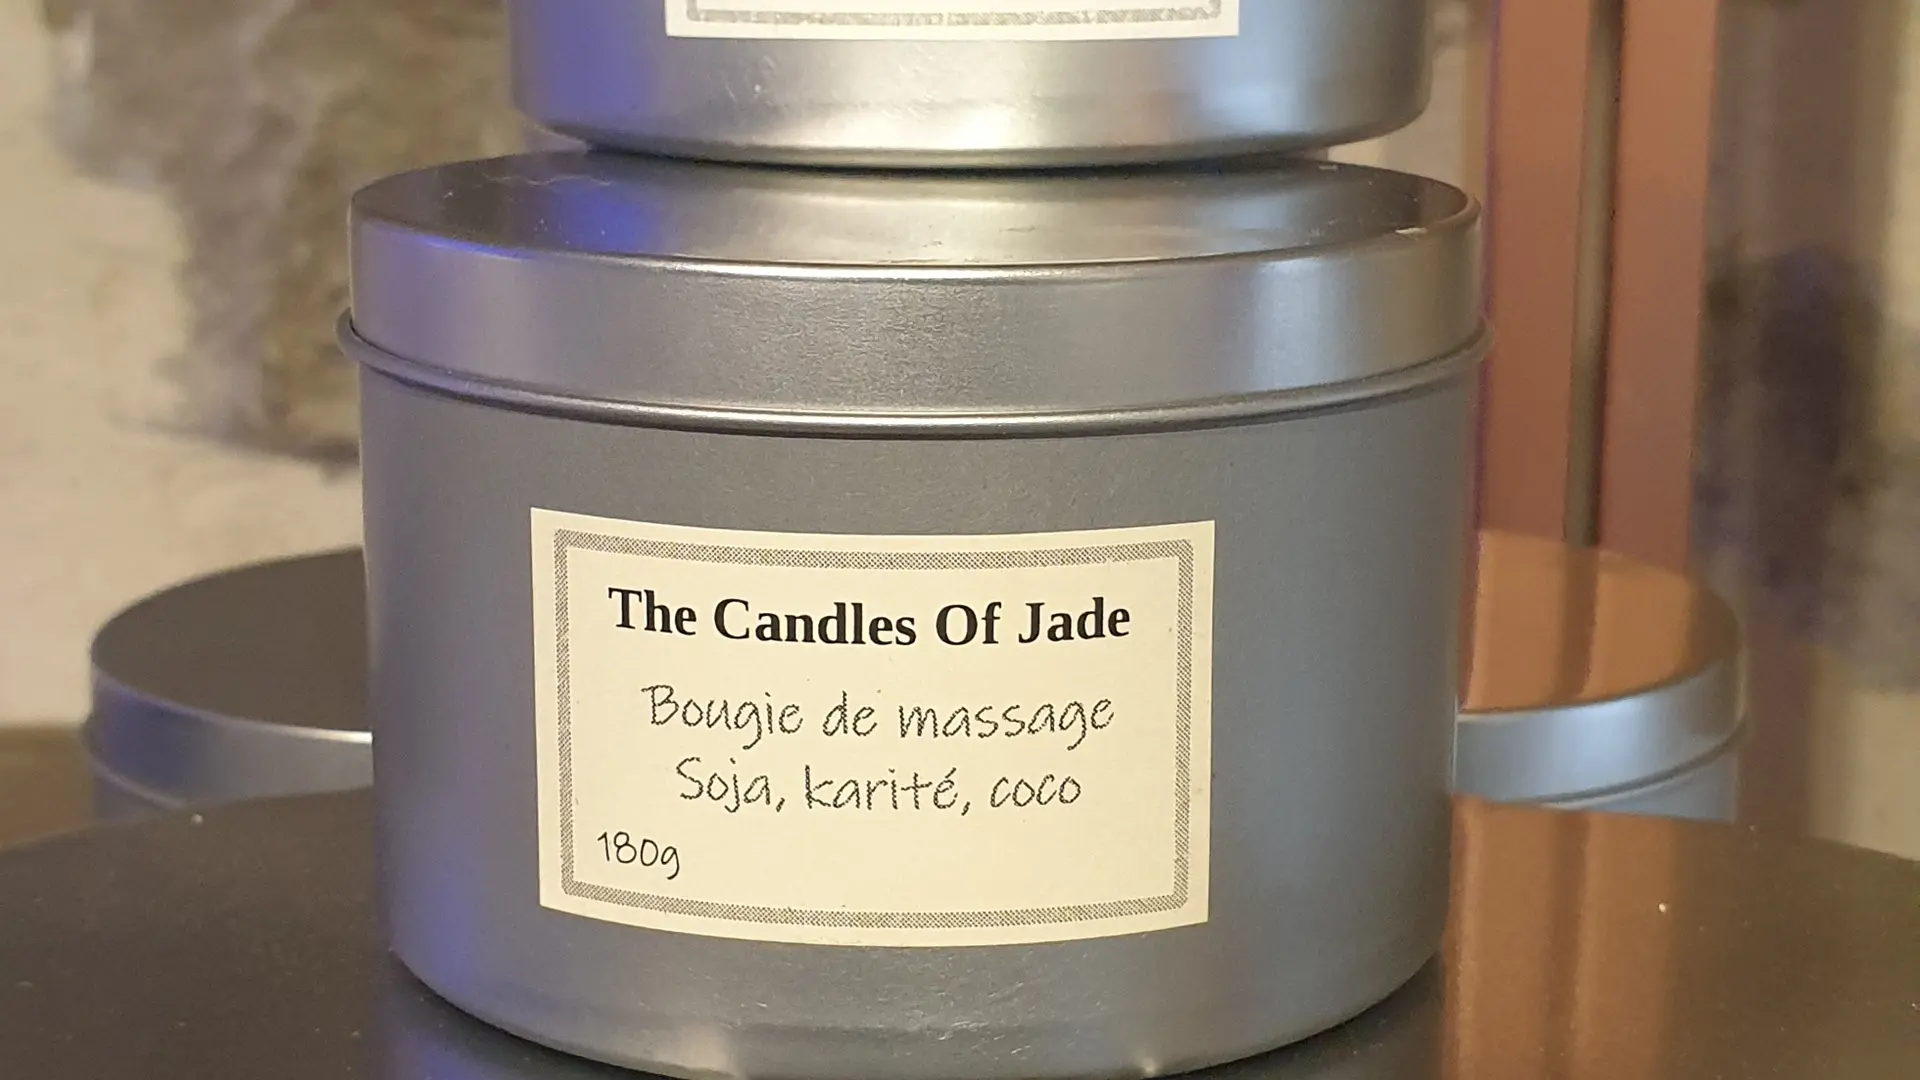 The Candles Of Jade
Bougie de massage
Soja, karité, coco
180g